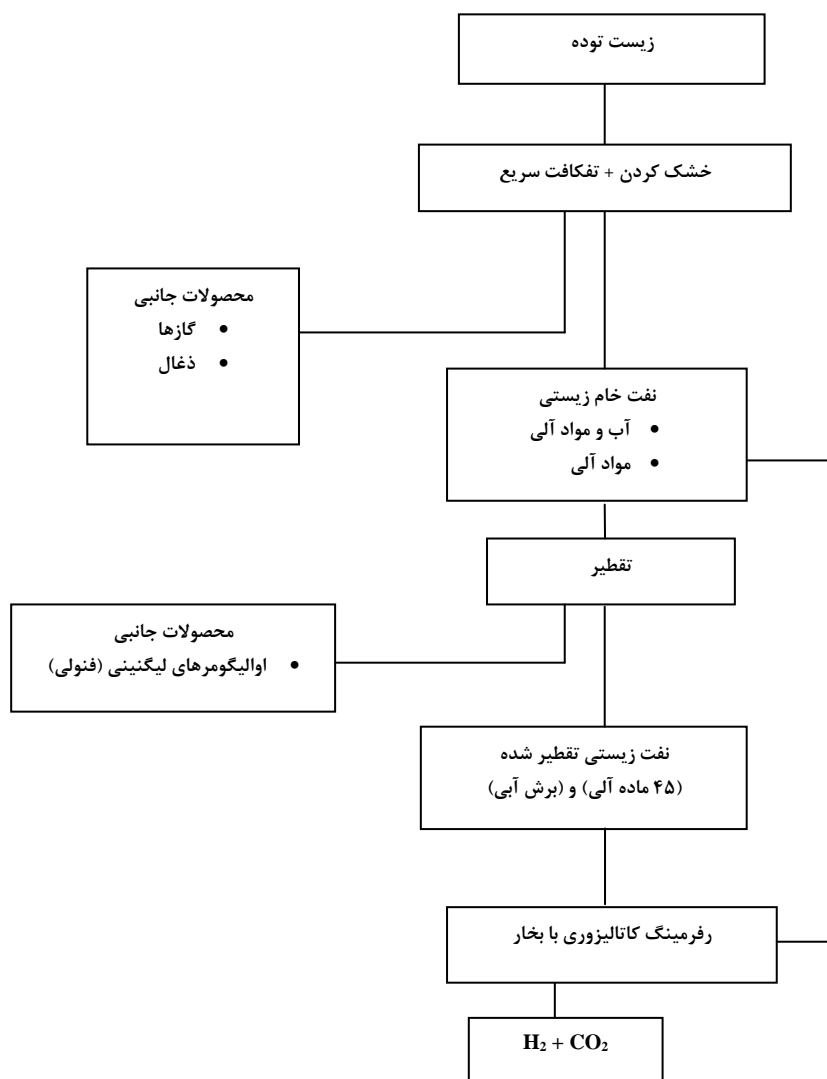 زیست توده
خشک کردن + تفکافت سریع
محصولات جانبی
• گازها
• ذغال
نفت خام زیستی
• آب و مواد آلی
• مواد آلی
تقطیر
محصولات جانبی
• اوالیگومرهای لیگنینی (فنولی)
نفت زیستی تقطیر شده
(۴۵ ماده آلی) و (برش آبی)
رفرمینگ کاتالیزوری با بخار
H₂ + CO₂